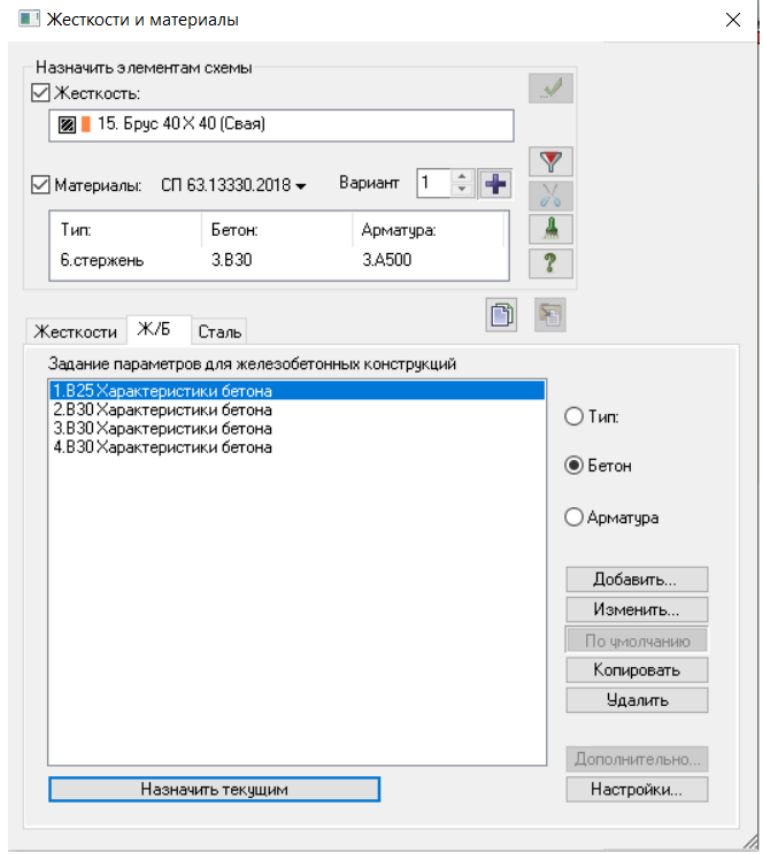 Жесткости и материалы
Назначить элементам схемы
Жесткость:
15. Брус 40 X 40 (Свая)
Материалы: СП 63.13330.2018 Вариант 1
Тип: Бетон: Арматура:
6.стержень 3.B30 3.A500
Жесткости Ж/Б Сталь
Задание параметров для железобетонных конструкций
1.B25 Характеристики бетона
2.B30 Характеристики бетона
3.B30 Характеристики бетона
4.B30 Характеристики бетона
Тип:
Бетон
Арматура
Добавить...
Изменить...
По умолчанию
Копировать
Удалить
Дополнительно...
Назначить текущим
Настройки...